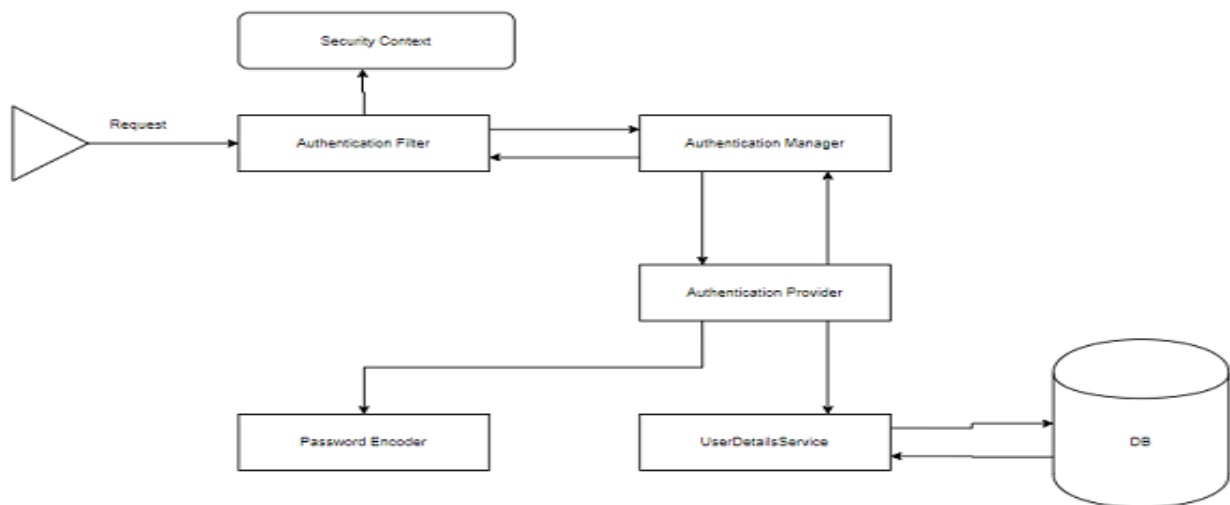 Security Context
Request
Authentication Filter
Authentication Manager
Authentication Provider
Password Encoder
UserDetailsService
DB